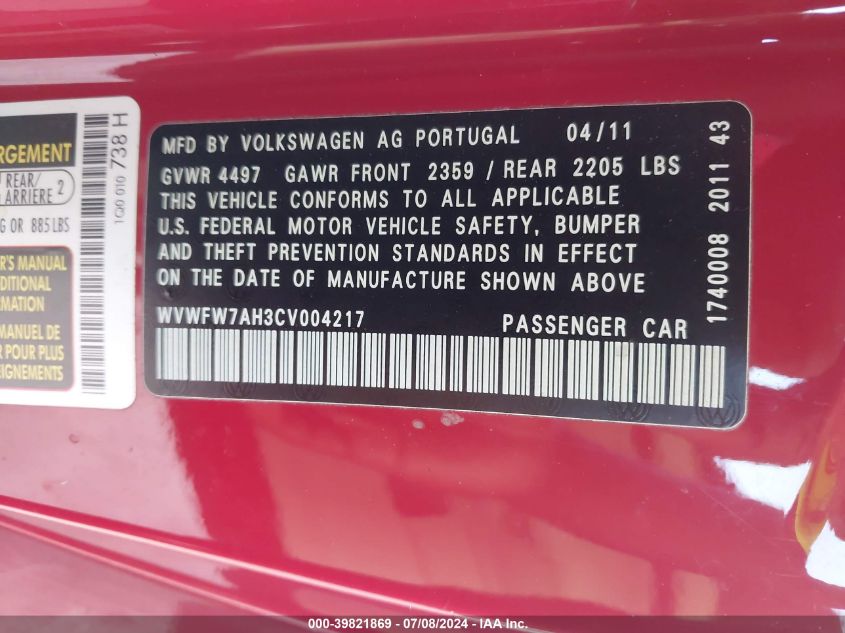 RGEMENT
REAR/
ARRIERE 2
G OR 885 LBS
R'S MANUAL
DITIONAL
RMATION
MANUEL DE
R POUR PLUS
EIGNEMENTS
1Q0 010 738 H
MFD BY VOLKSWAGEN AG PORTUGAL 04/11
GVWR 4497 GAWR FRONT 2359 / REAR 2205 LBS
THIS VEHICLE CONFORMS TO ALL APPLICABLE
U.S. FEDERAL MOTOR VEHICLE SAFETY, BUMPER
AND THEFT PREVENTION STANDARDS IN EFFECT
ON THE DATE OF MANUFACTURE SHOWN ABOVE
WVWFW7AH3CV004217 PASSENGER CAR
1740008 2011 43
000-39821869 - 07/08/2024 - IAA Inc.